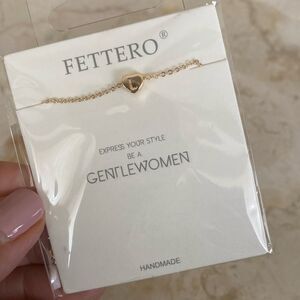 FETTERO®
EXPRESS YOUR STYLE
BE A
GENTLEWOMEN
HANDMADE